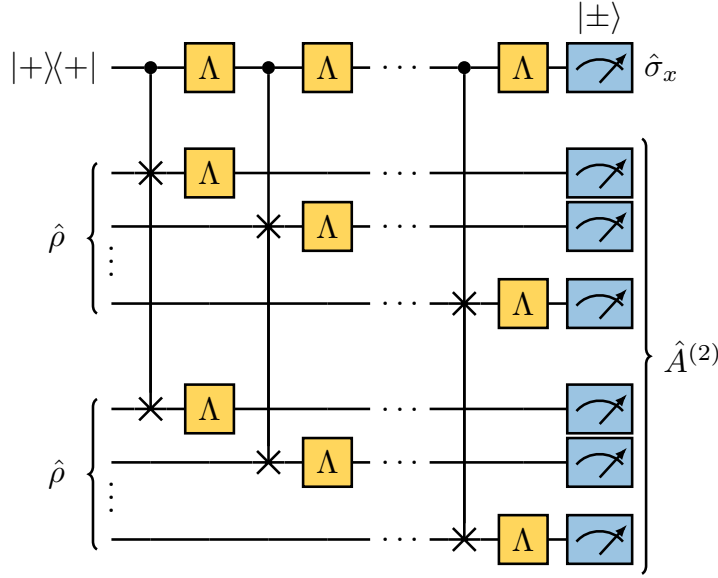 |±⟩
|+⟩⟨+| Λ Λ ⋯ Λ σ̂ₓ
Λ ⋯
ρ̂ ⋮ Λ ⋯
⋯ Λ
Â⁽²⁾
Λ ⋯
ρ̂ ⋮ Λ ⋯
⋯ Λ